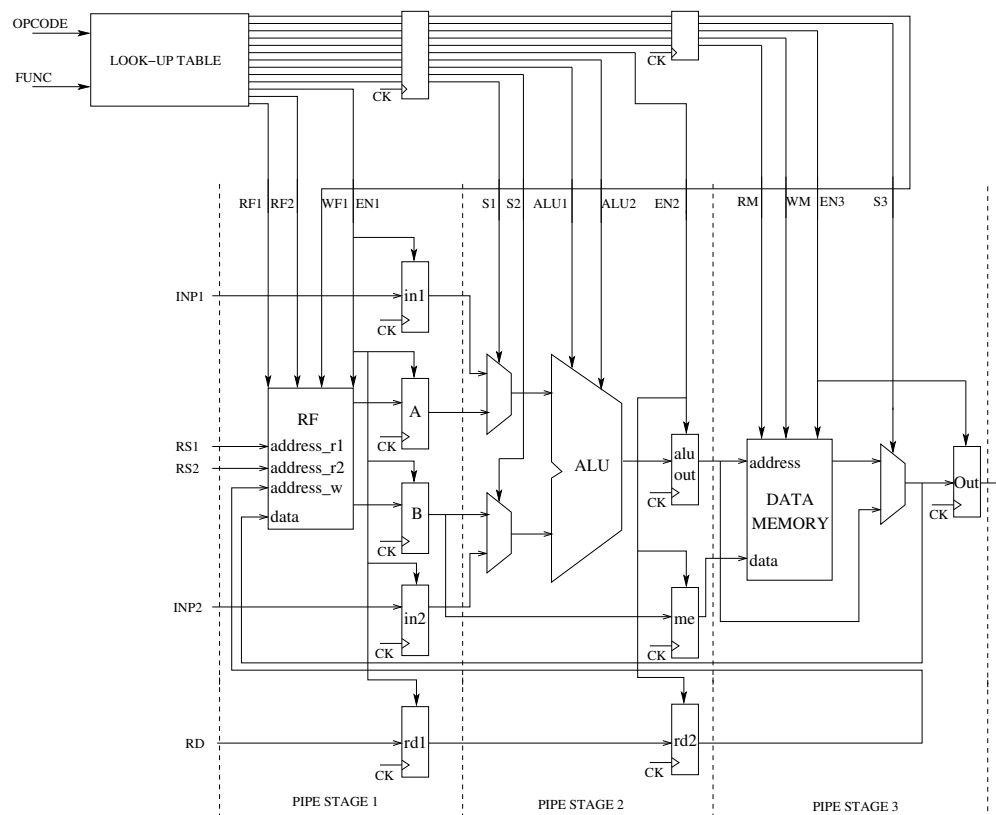 OPCODE
LOOK-UP TABLE
FUNC
CK
CK
RF1 RF2 WF1 EN1 S1 S2 ALU1 ALU2 EN2 RM WM EN3 S3
INP1
in1
CK
RF
A
CK
RS1
address_r1
RS2
address_r2
address_w
data
B
CK
ALU
alu
out
CK
address
DATA
MEMORY
data
Out
CK
INP2
in2
CK
me
CK
RD
rd1
CK
rd2
CK
PIPE STAGE 1
PIPE STAGE 2
PIPE STAGE 3